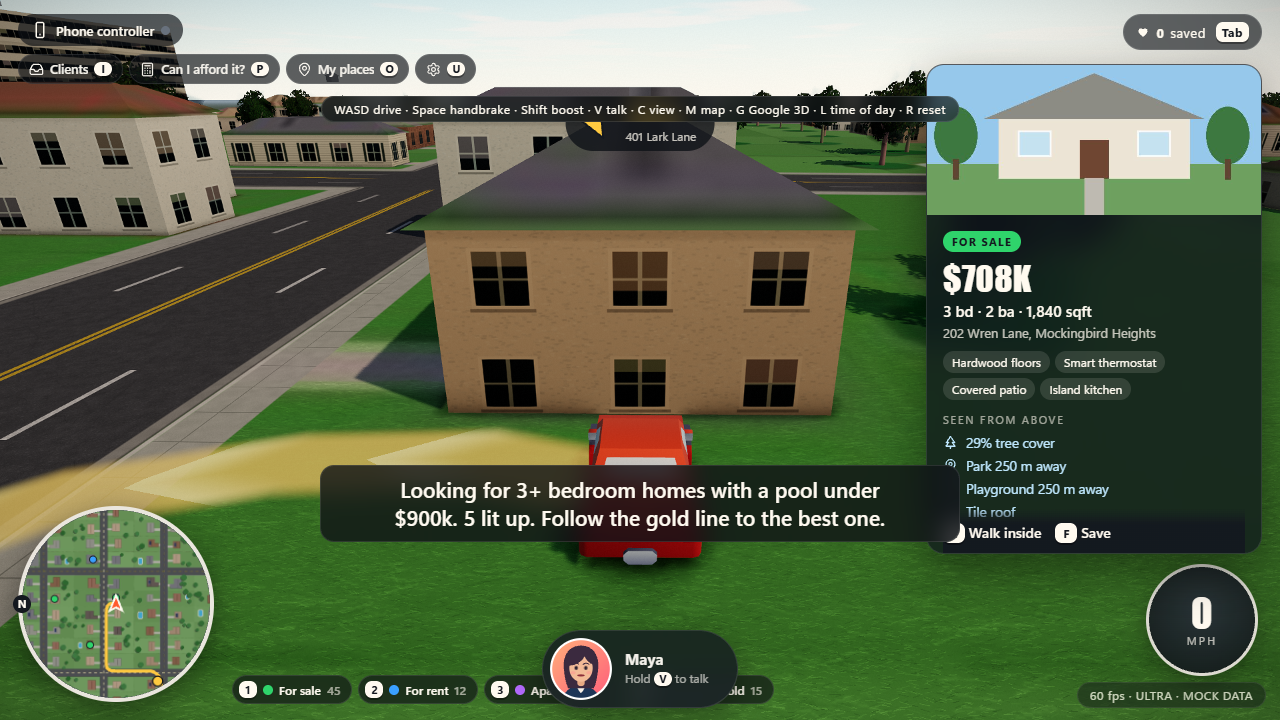 Phone controller
0 saved Tab
Clients I
Can I afford it? P
My places O
U
WASD drive · Space handbrake · Shift boost · V talk · C view · M map · G Google 3D · L time of day · R reset
401 Lark Lane
FOR SALE
$708K
3 bd · 2 ba · 1,840 sqft
202 Wren Lane, Mockingbird Heights
Hardwood floors
Smart thermostat
Covered patio
Island kitchen
SEEN FROM ABOVE
29% tree cover
Park 250 m away
Playground 250 m away
Tile roof
Walk inside
F Save
Looking for 3+ bedroom homes with a pool under
$900k. 5 lit up. Follow the gold line to the best one.
N
0
MPH
Maya
Hold V to talk
1 For sale 45
2 For rent 12
3
15
60 fps · ULTRA · MOCK DATA